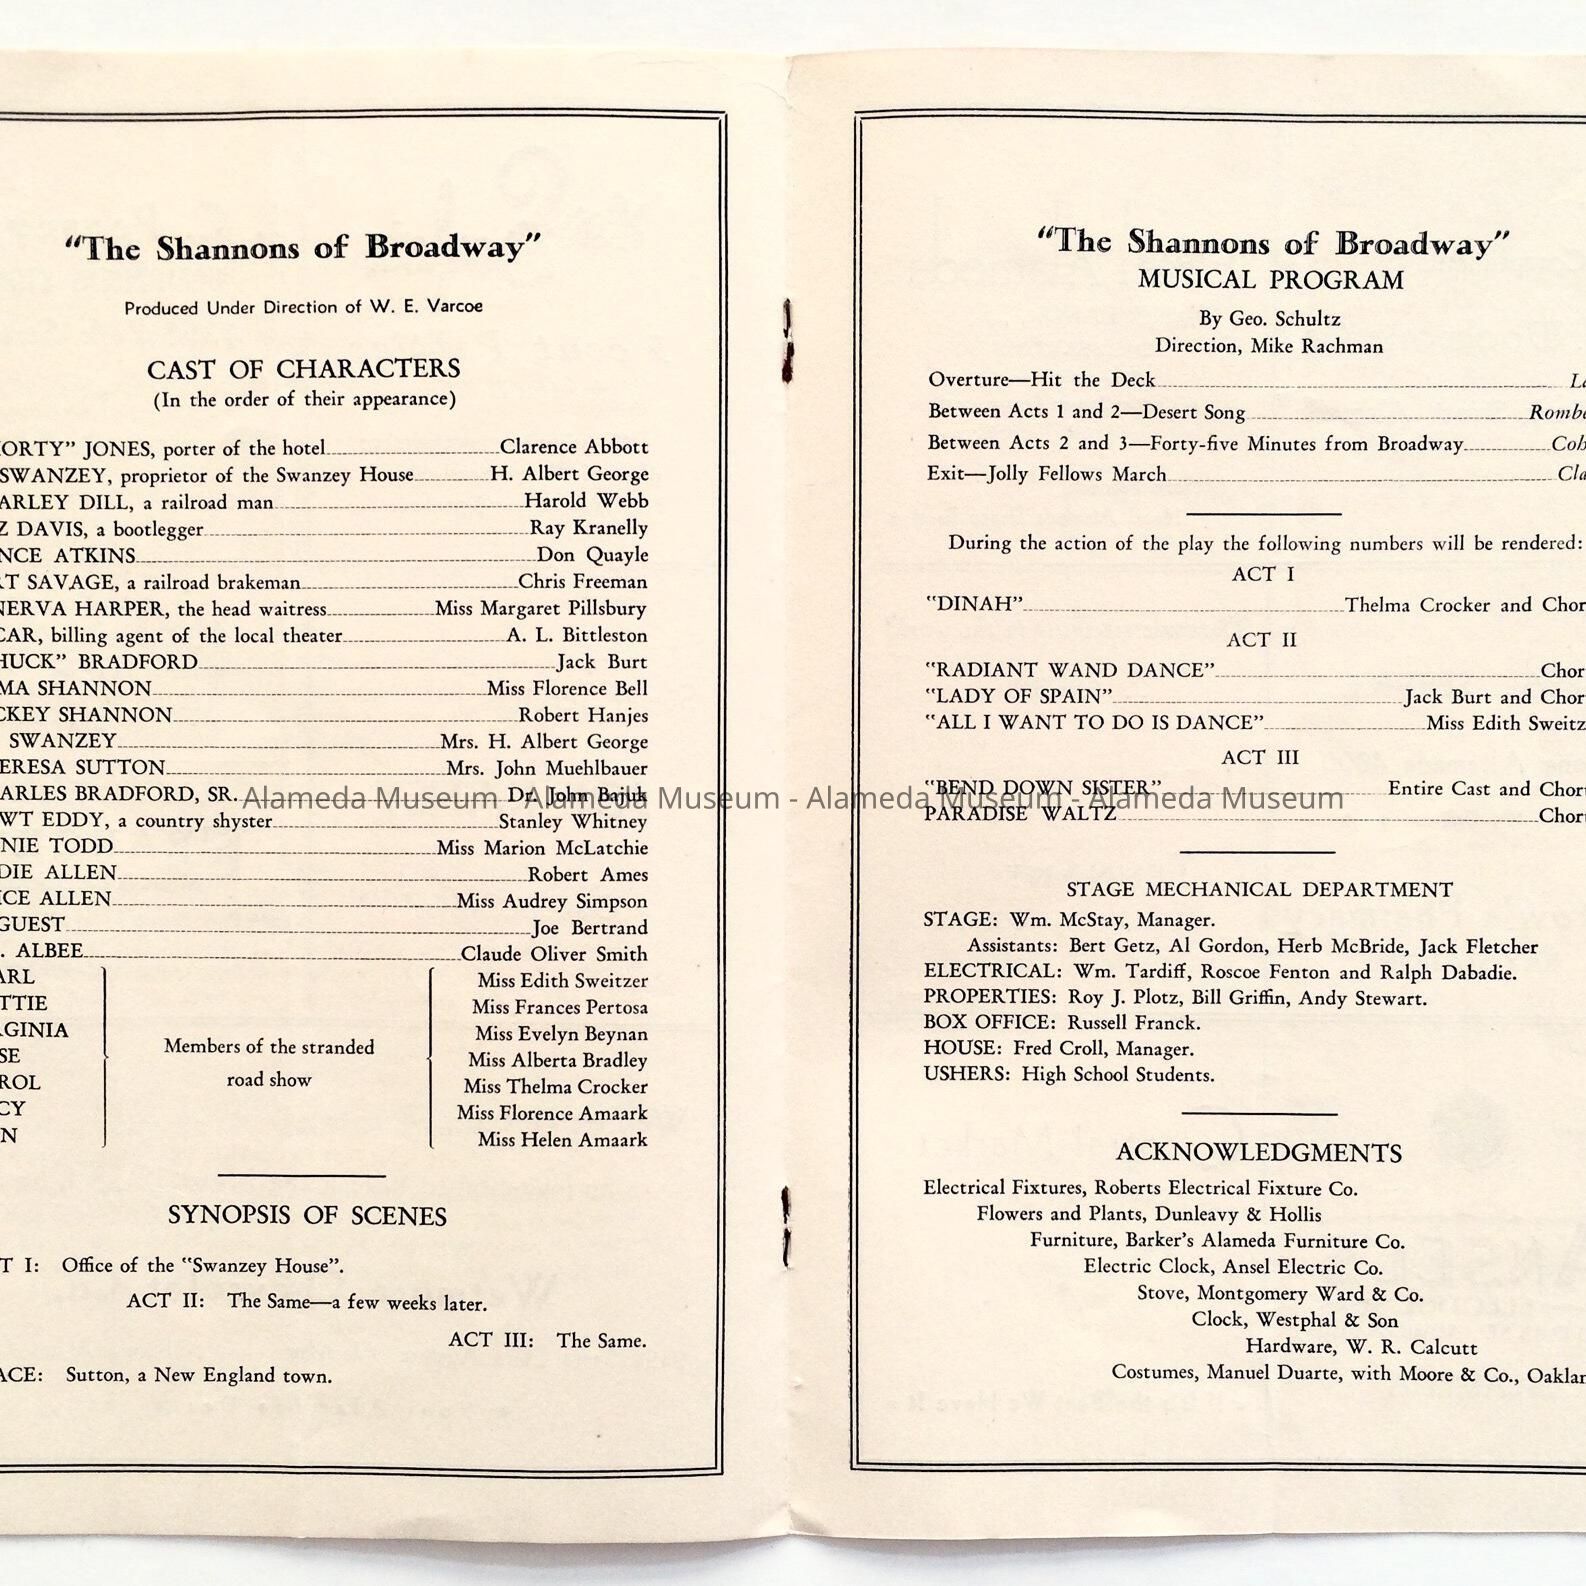 "The Shannons of Broadway"
Produced Under Direction of W. E. Varcoe
CAST OF CHARACTERS
(In the order of their appearance)
ORTY" JONES, porter of the hotel Clarence Abbott
SWANZEY, proprietor of the Swanzey House H. Albert George
ARLEY DILL, a railroad man Harold Webb
Z DAVIS, a bootlegger Ray Kranelly
NCE ATKINS Don Quayle
RT SAVAGE, a railroad brakeman Chris Freeman
NERVA HARPER, the head waitress Miss Margaret Pillsbury
CAR, billing agent of the local theater A. L. Bittleston
HUCK" BRADFORD Jack Burt
MA SHANNON Miss Florence Bell
CKEY SHANNON Robert Hanjes
SWANZEY Mrs. H. Albert George
ERESA SUTTON Mrs. John Muehlbauer
ARLES BRADFORD, SR. Dr. John Bajuk
WT EDDY, a country shyster Stanley Whitney
NIE TODD Miss Marion McLatchie
DIE ALLEN Robert Ames
ICE ALLEN Miss Audrey Simpson
GUEST Joe Bertrand
. ALBEE Claude Oliver Smith
ARL Miss Edith Sweitzer
TTIE Miss Frances Pertosa
RGINIA Miss Evelyn Beynan
Members of the stranded
SE Miss Alberta Bradley
road show
ROL Miss Thelma Crocker
CY Miss Florence Amaark
N Miss Helen Amaark
SYNOPSIS OF SCENES
T I: Office of the "Swanzey House".
ACT II: The Same—a few weeks later.
ACT III: The Same.
ACE: Sutton, a New England town.
"The Shannons of Broadway"
MUSICAL PROGRAM
By Geo. Schultz
Direction, Mike Rachman
Overture—Hit the Deck
Between Acts 1 and 2—Desert Song Rombe
Between Acts 2 and 3—Forty-five Minutes from Broadway Coh
Exit—Jolly Fellows March Cla
During the action of the play the following numbers will be rendered:
ACT I
"DINAH" Thelma Crocker and Chor
ACT II
"RADIANT WAND DANCE" Chor
"LADY OF SPAIN" Jack Burt and Chor
"ALL I WANT TO DO IS DANCE" Miss Edith Sweitz
ACT III
"BEND DOWN SISTER" Entire Cast and Chor
PARADISE WALTZ Chor
STAGE MECHANICAL DEPARTMENT
STAGE: Wm. McStay, Manager.
Assistants: Bert Getz, Al Gordon, Herb McBride, Jack Fletcher
ELECTRICAL: Wm. Tardiff, Roscoe Fenton and Ralph Dabadie.
PROPERTIES: Roy J. Plotz, Bill Griffin, Andy Stewart.
BOX OFFICE: Russell Franck.
HOUSE: Fred Croll, Manager.
USHERS: High School Students.
ACKNOWLEDGMENTS
Electrical Fixtures, Roberts Electrical Fixture Co.
Flowers and Plants, Dunleavy & Hollis
Furniture, Barker's Alameda Furniture Co.
Electric Clock, Ansel Electric Co.
Stove, Montgomery Ward & Co.
Clock, Westphal & Son
Hardware, W. R. Calcutt
Costumes, Manuel Duarte, with Moore & Co., Oaklan
Alameda Museum - Alameda Museum - Alameda Museum - Alameda Museum